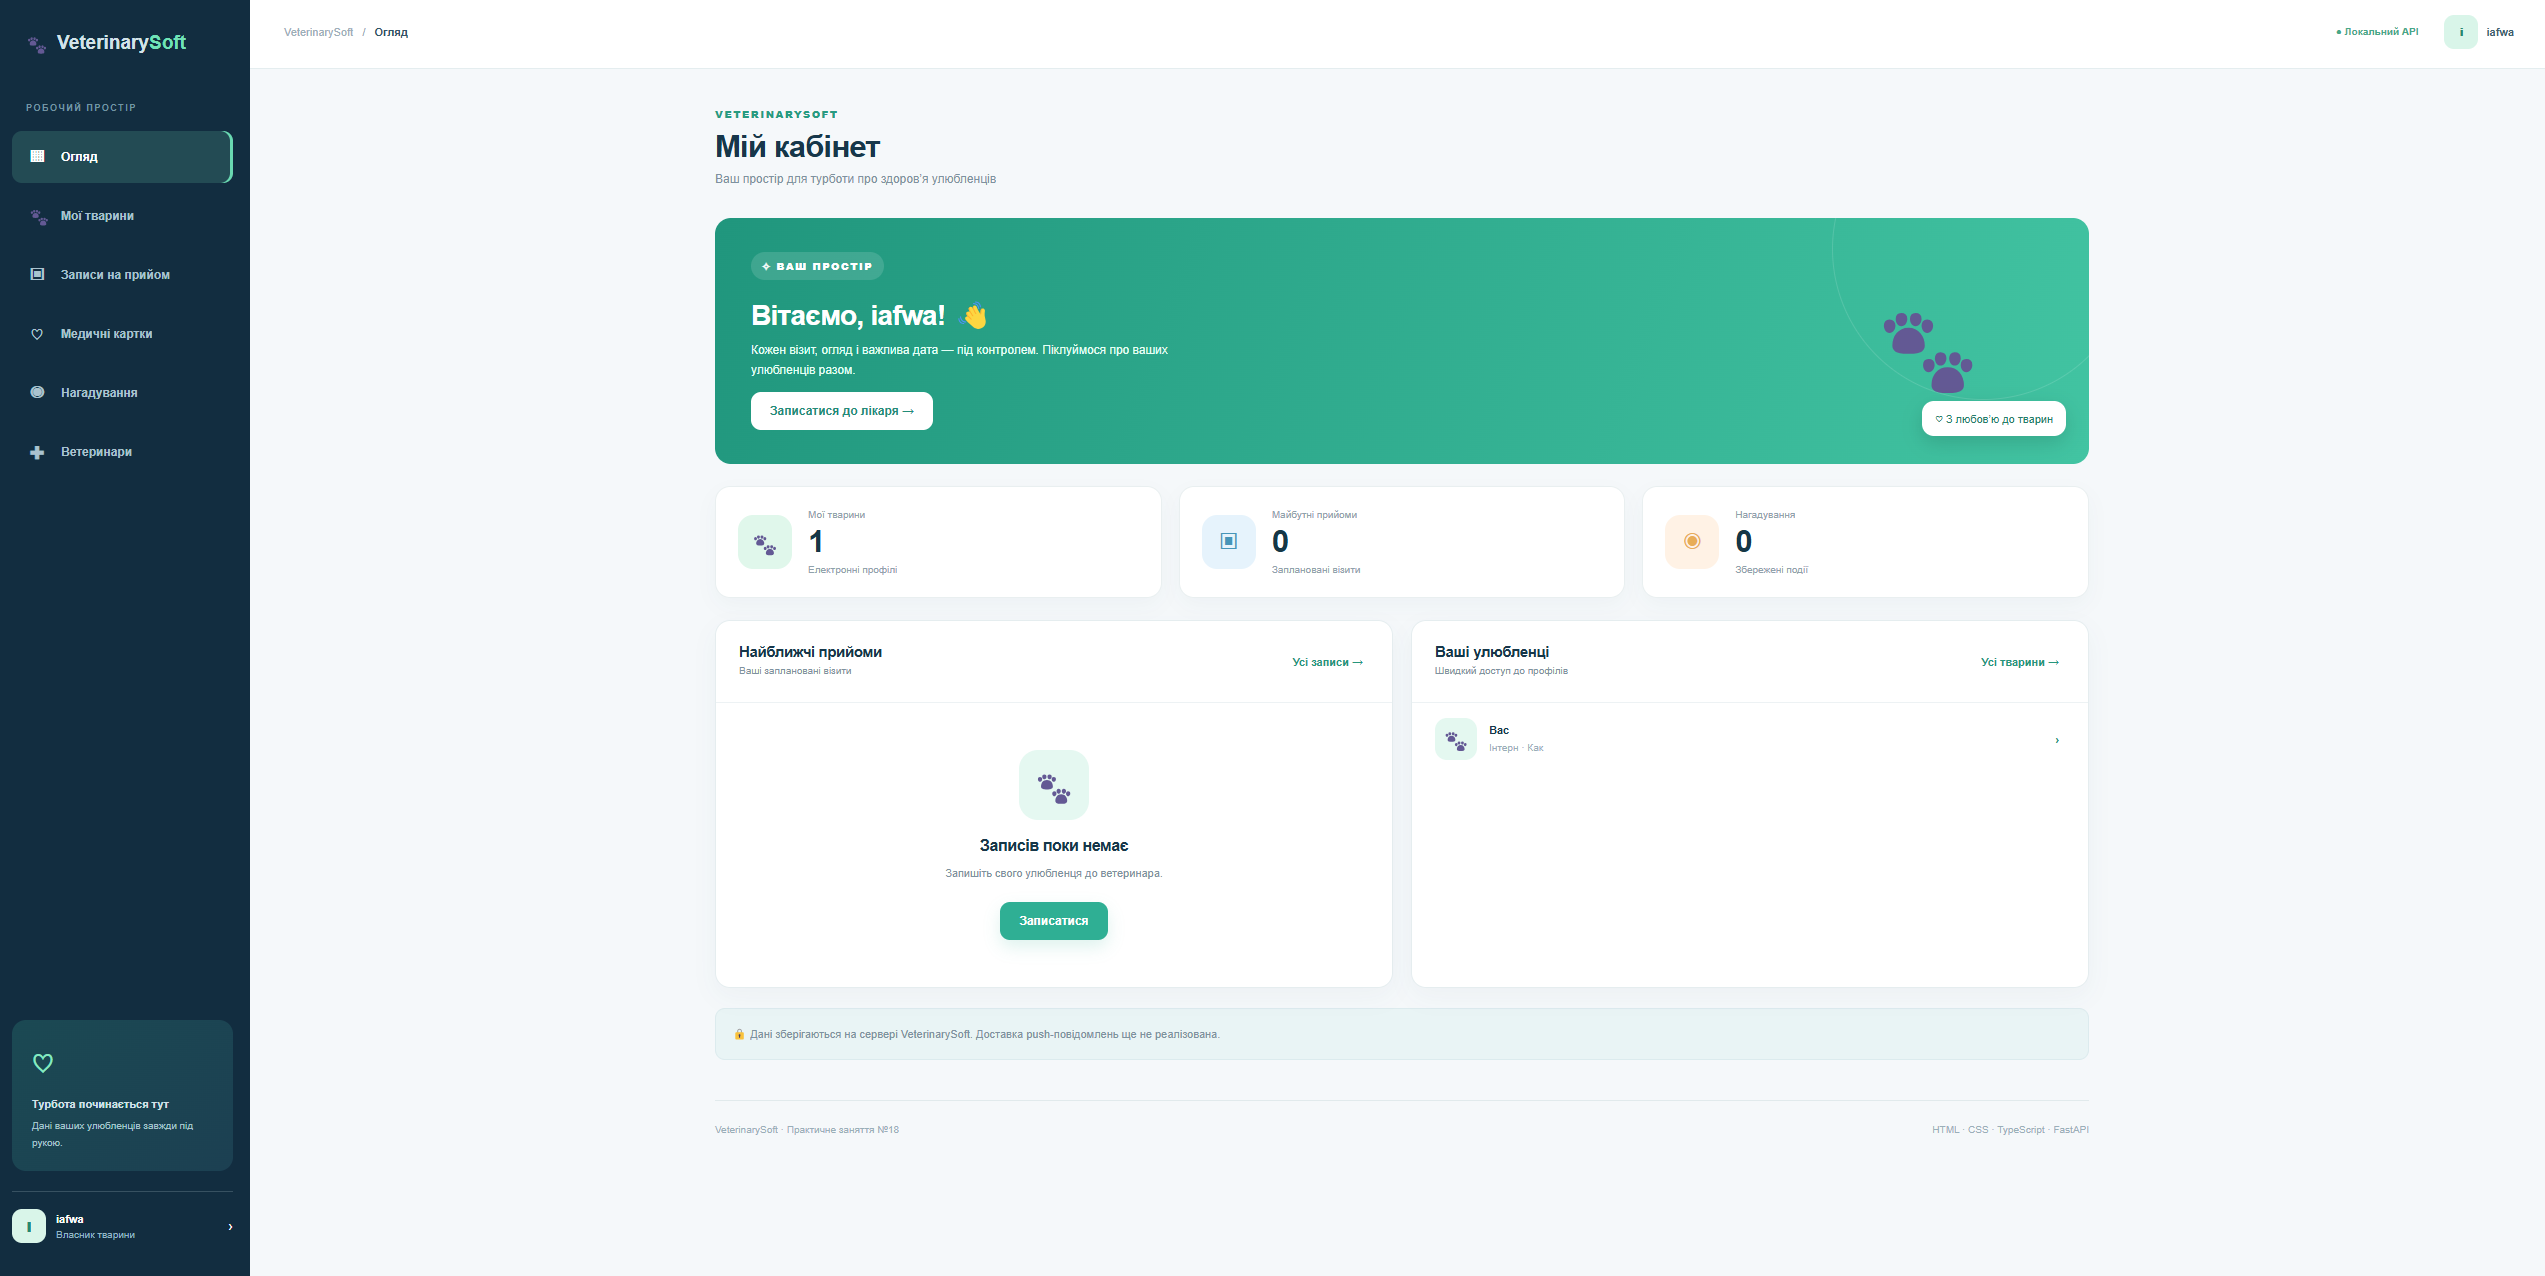 VeterinarySoft
РОБОЧИЙ ПРОСТІР
Огляд
Мої тварини
Записи на прийом
Медичні картки
Нагадування
Ветеринари
Турбота починається тут
Дані ваших улюбленців завжди під
рукою.
I
iafwa
Власник тварини
›
VeterinarySoft / Огляд
● Локальний API
i
iafwa
VETERINARYSOFT
Мій кабінет
Ваш простір для турботи про здоров'я улюбленців
✧ ВАШ ПРОСТІР
Вітаємо, iafwa! 👋
Кожен візит, огляд і важлива дата — під контролем. Піклуймося про ваших
улюбленців разом.
Записатися до лікаря →
♡ З любов'ю до тварин
Мої тварини
1
Електронні профілі
Майбутні прийоми
0
Заплановані візити
Нагадування
0
Збережені події
Найближчі прийоми
Ваші заплановані візити
Усі записи →
Записів поки немає
Запишіть свого улюбленця до ветеринара.
Записатися
Ваші улюбленці
Швидкий доступ до профілів
Усі тварини →
Вас
Інтерн · Как
›
🔒 Дані зберігаються на сервері VeterinarySoft. Доставка push-повідомлень ще не реалізована.
VeterinarySoft · Практичне заняття №18
HTML · CSS · TypeScript · FastAPI